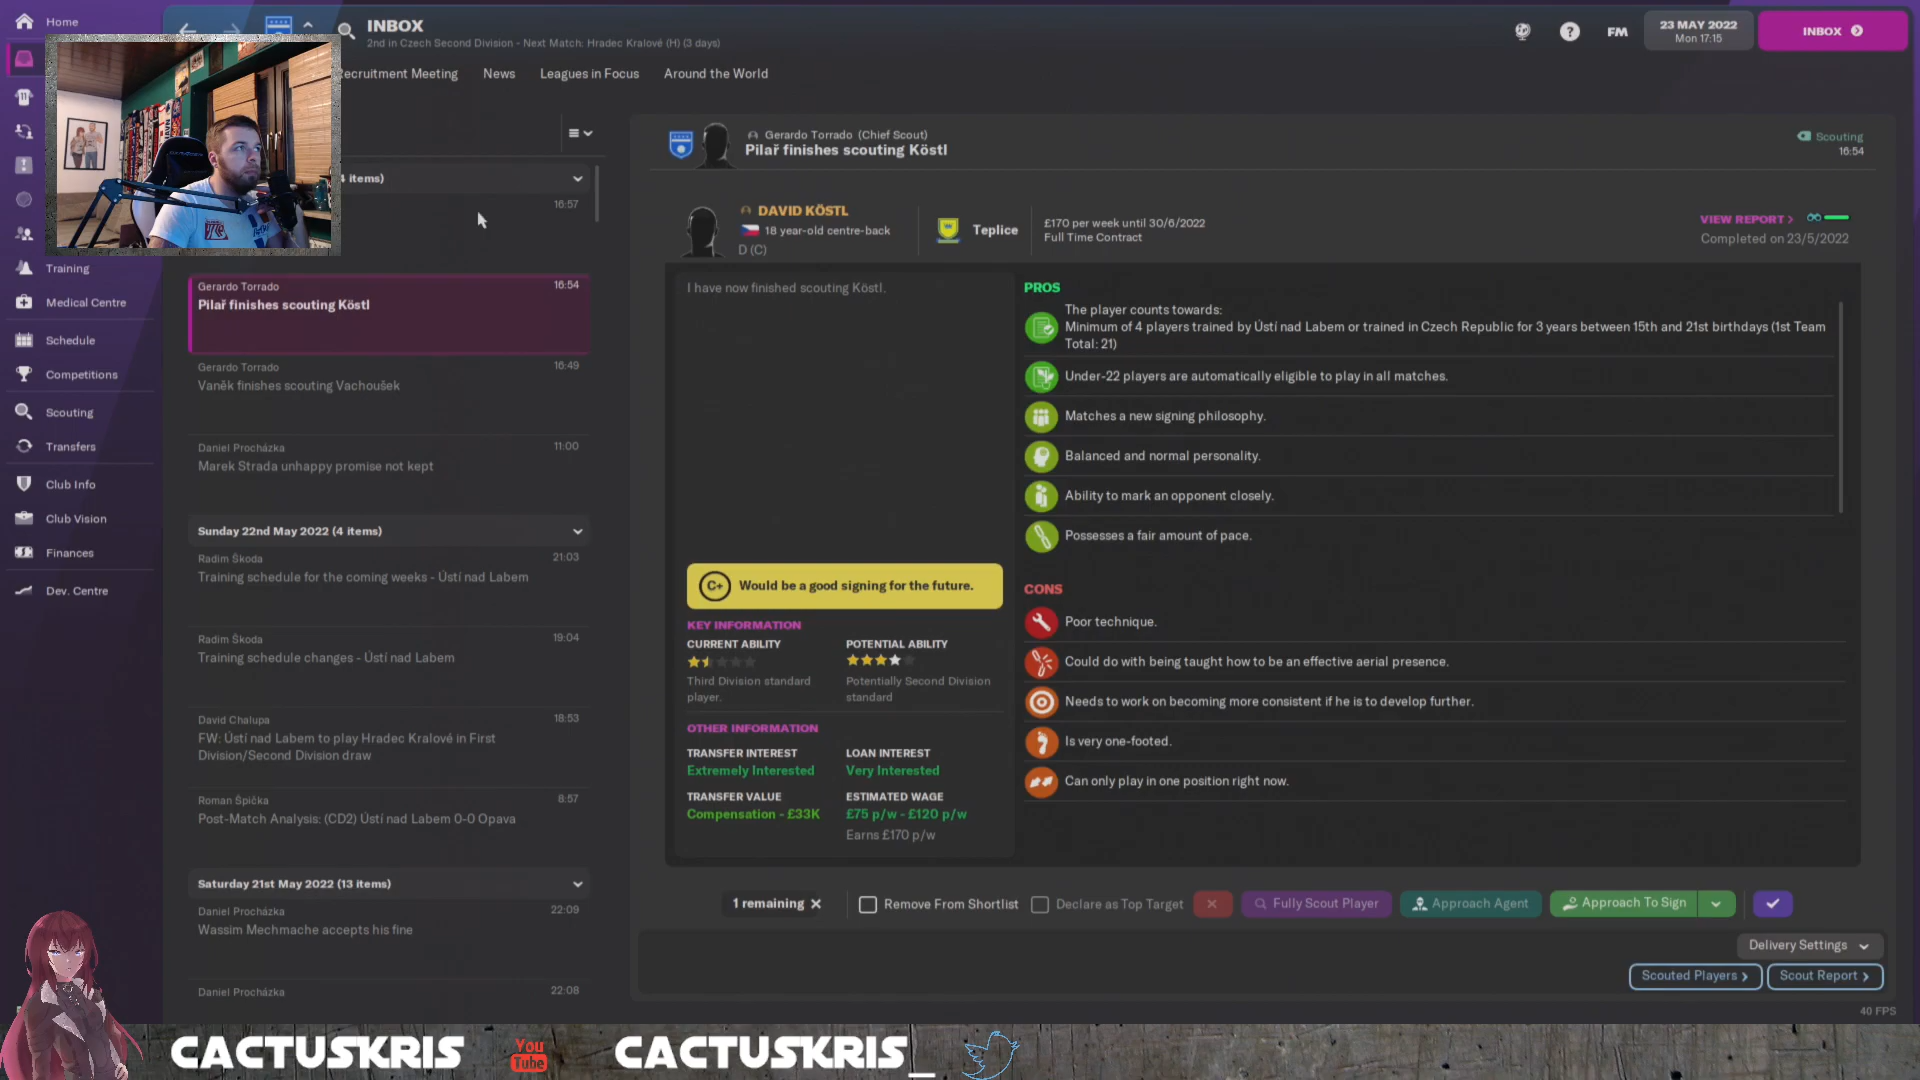 Home
INBOX
2nd in Czech Second Division - Next Match: Hradec Kralové (H) (3 days)
FM
23 MAY 2022
Mon 17:15
INBOX
ecruitment Meeting
News
Leagues in Focus
Around the World
Training
Medical Centre
Schedule
Competitions
Scouting
Transfers
Club Info
Club Vision
Finances
Dev. Centre
4 items)
16:57
Gerardo Torrado
16:54
Pilař finishes scouting Köstl
Gerardo Torrado
16:49
Vaněk finishes scouting Vachoušek
Daniel Procházka
11:00
Marek Strada unhappy promise not kept
Sunday 22nd May 2022 (4 items)
Radim Škoda
21:03
Training schedule for the coming weeks - Ústí nad Labem
Radim Škoda
19:04
Training schedule changes - Ústí nad Labem
David Chalupa
18:53
FW: Ústí nad Labem to play Hradec Kralové in First
Division/Second Division draw
Roman Špička
8:57
Post-Match Analysis: (CD2) Ústí nad Labem 0-0 Opava
Saturday 21st May 2022 (13 items)
Daniel Procházka
22:09
Wassim Mechmache accepts his fine
Daniel Procházka
22:08
Gerardo Torrado (Chief Scout)
Pilař finishes scouting Köstl
Scouting
16:54
DAVID KÖSTL
18 year-old centre-back
D (C)
Teplice
£170 per week until 30/6/2022
Full Time Contract
VIEW REPORT >
Completed on 23/5/2022
I have now finished scouting Köstl.
C+ Would be a good signing for the future.
KEY INFORMATION
CURRENT ABILITY
Third Division standard
player.
POTENTIAL ABILITY
Potentially Second Division
standard
OTHER INFORMATION
TRANSFER INTEREST
Extremely Interested
LOAN INTEREST
Very Interested
TRANSFER VALUE
Compensation - £33K
ESTIMATED WAGE
£75 p/w - £120 p/w
Earns £170 p/w
PROS
The player counts towards:
Minimum of 4 players trained by Ústí nad Labem or trained in Czech Republic for 3 years between 15th and 21st birthdays (1st Team
Total: 21)
Under-22 players are automatically eligible to play in all matches.
Matches a new signing philosophy.
Balanced and normal personality.
Ability to mark an opponent closely.
Possesses a fair amount of pace.
CONS
Poor technique.
Could do with being taught how to be an effective aerial presence.
Needs to work on becoming more consistent if he is to develop further.
Is very one-footed.
Can only play in one position right now.
1 remaining
Remove From Shortlist
Declare as Top Target
Fully Scout Player
Approach Agent
Approach To Sign
Delivery Settings
Scouted Players >
Scout Report >
40 FPS
CACTUSKRIS
You
Tube
CACTUSKRIS_